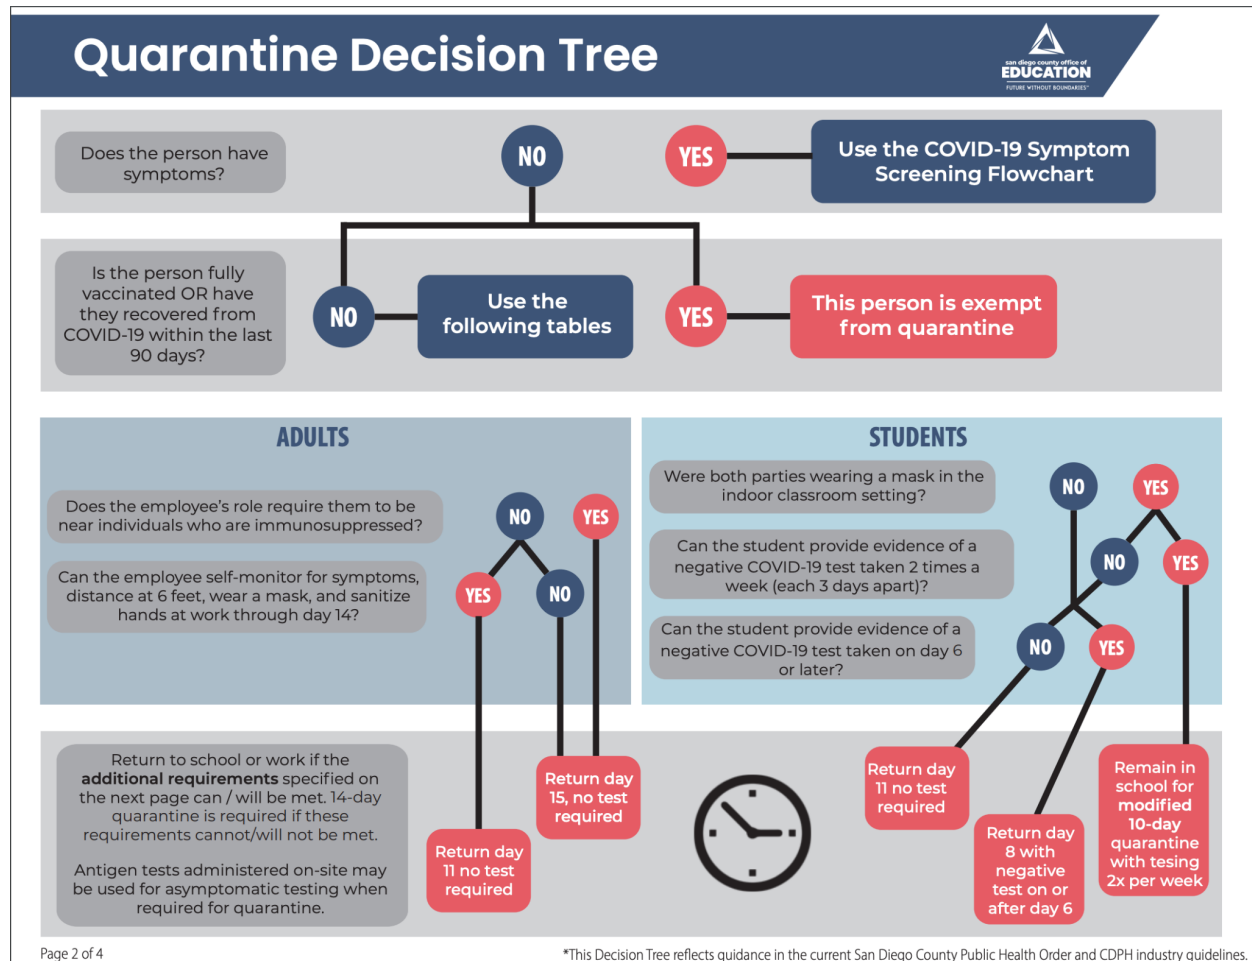 Quarantine Decision Tree
san diego county office of
EDUCATION
FUTURE WITHOUT BOUNDARIES™
Does the person have
symptoms?
NO
YES
Use the COVID-19 Symptom
Screening Flowchart
Is the person fully
vaccinated OR have
they recovered from
COVID-19 within the last
90 days?
NO
Use the
following tables
YES
This person is exempt
from quarantine
ADULTS
Does the employee's role require them to be
near individuals who are immunosuppressed?
NO
YES
Can the employee self-monitor for symptoms,
distance at 6 feet, wear a mask, and sanitize
hands at work through day 14?
YES
NO
STUDENTS
Were both parties wearing a mask in the
indoor classroom setting?
NO
YES
Can the student provide evidence of a
negative COVID-19 test taken 2 times a
week (each 3 days apart)?
NO
YES
Can the student provide evidence of a
negative COVID-19 test taken on day 6
or later?
NO
YES
Return to school or work if the
additional requirements specified on
the next page can / will be met. 14-day
quarantine is required if these
requirements cannot/will not be met.
Antigen tests administered on-site may
be used for asymptomatic testing when
required for quarantine.
Return day
11 no test
required
Return day
15, no test
required
Return day
11 no test
required
Return day
8 with
negative
test on or
after day 6
Remain in
school for
modified
10-day
quarantine
with tesing
2x per week
Page 2 of 4
*This Decision Tree reflects guidance in the current San Diego County Public Health Order and CDPH industry guidelines.